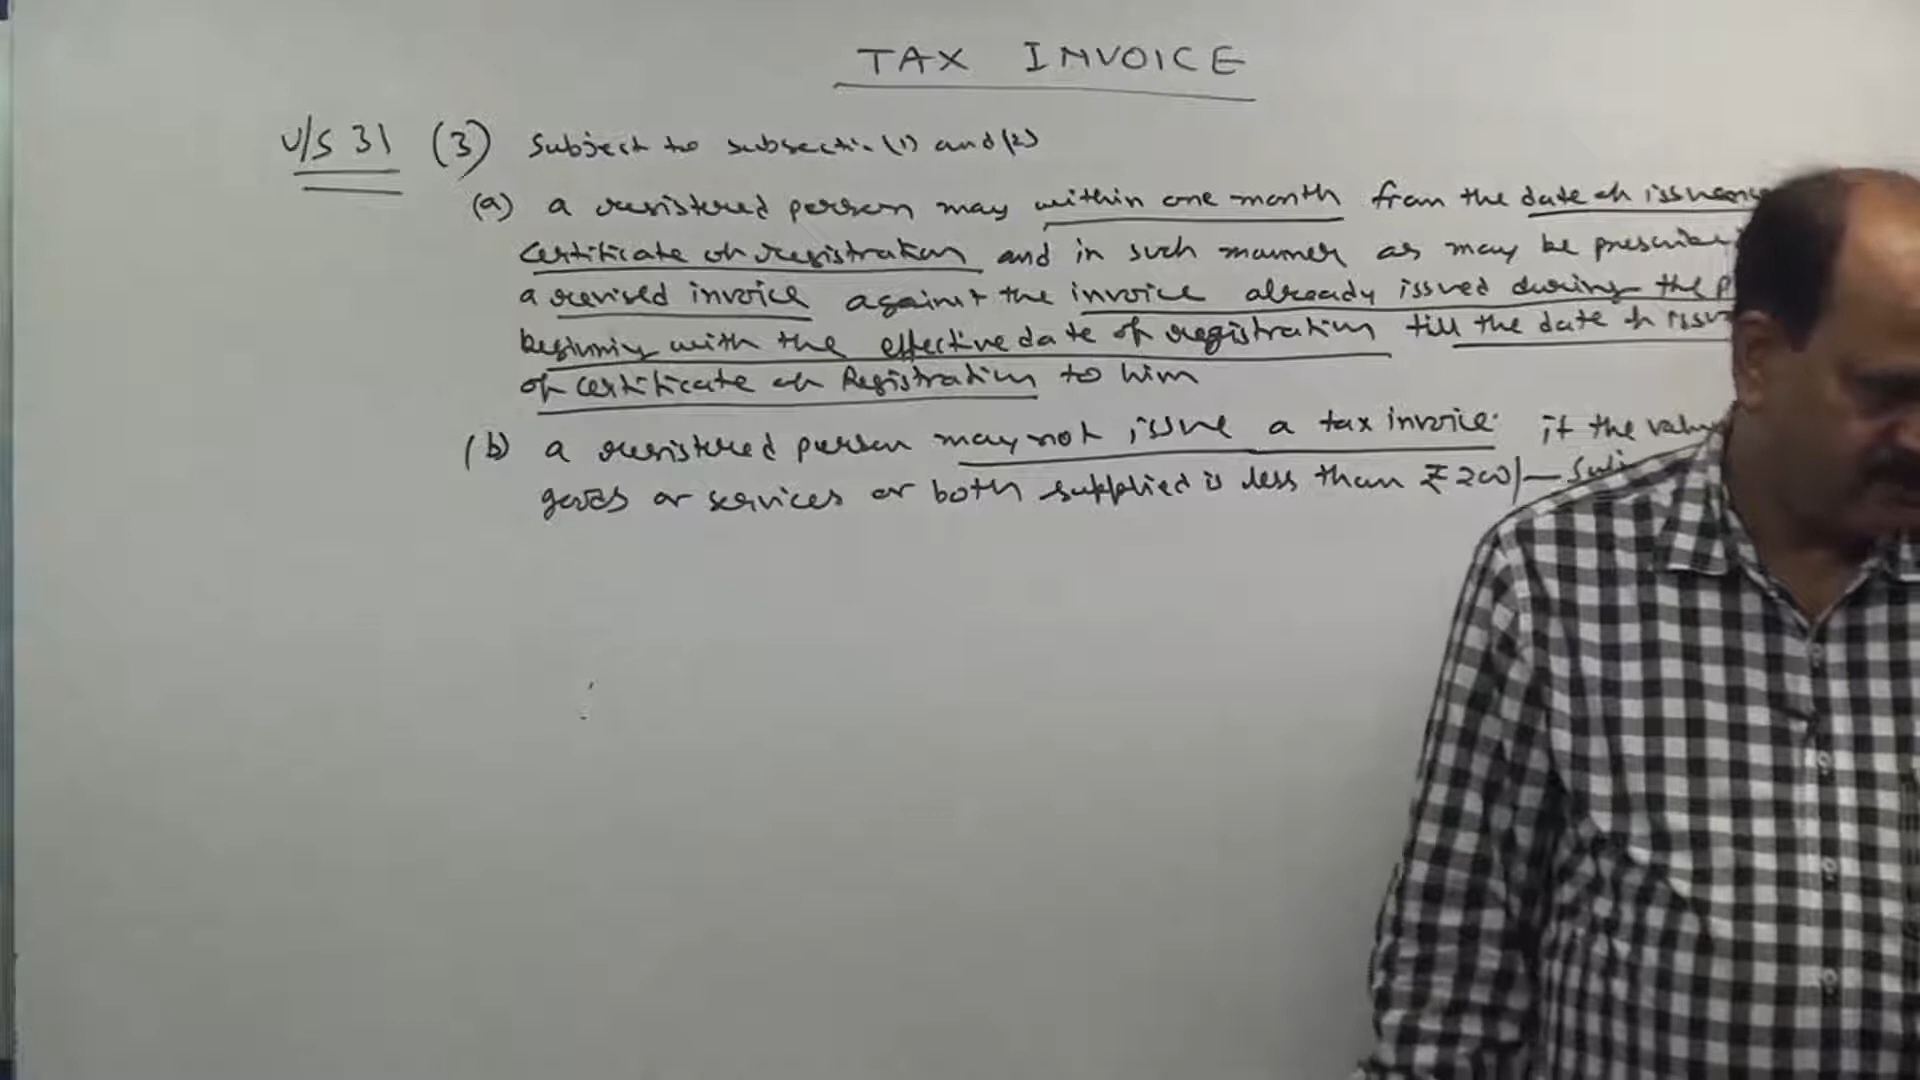 TAX INVOICE
U/S 31 (3) Subject to subsection (1) and (2)
(a) a registered person may within one month from the date of issuance
certificate of registration and in such manner as may be prescribe
a revised invoice against the invoice already issued during the p
beginning with the effective date of registration till the date of issu
of certificate of Registration to him
(b) a registered person may not issue a tax invoice if the value
goods or services or both supplied is less than ₹ 200/-